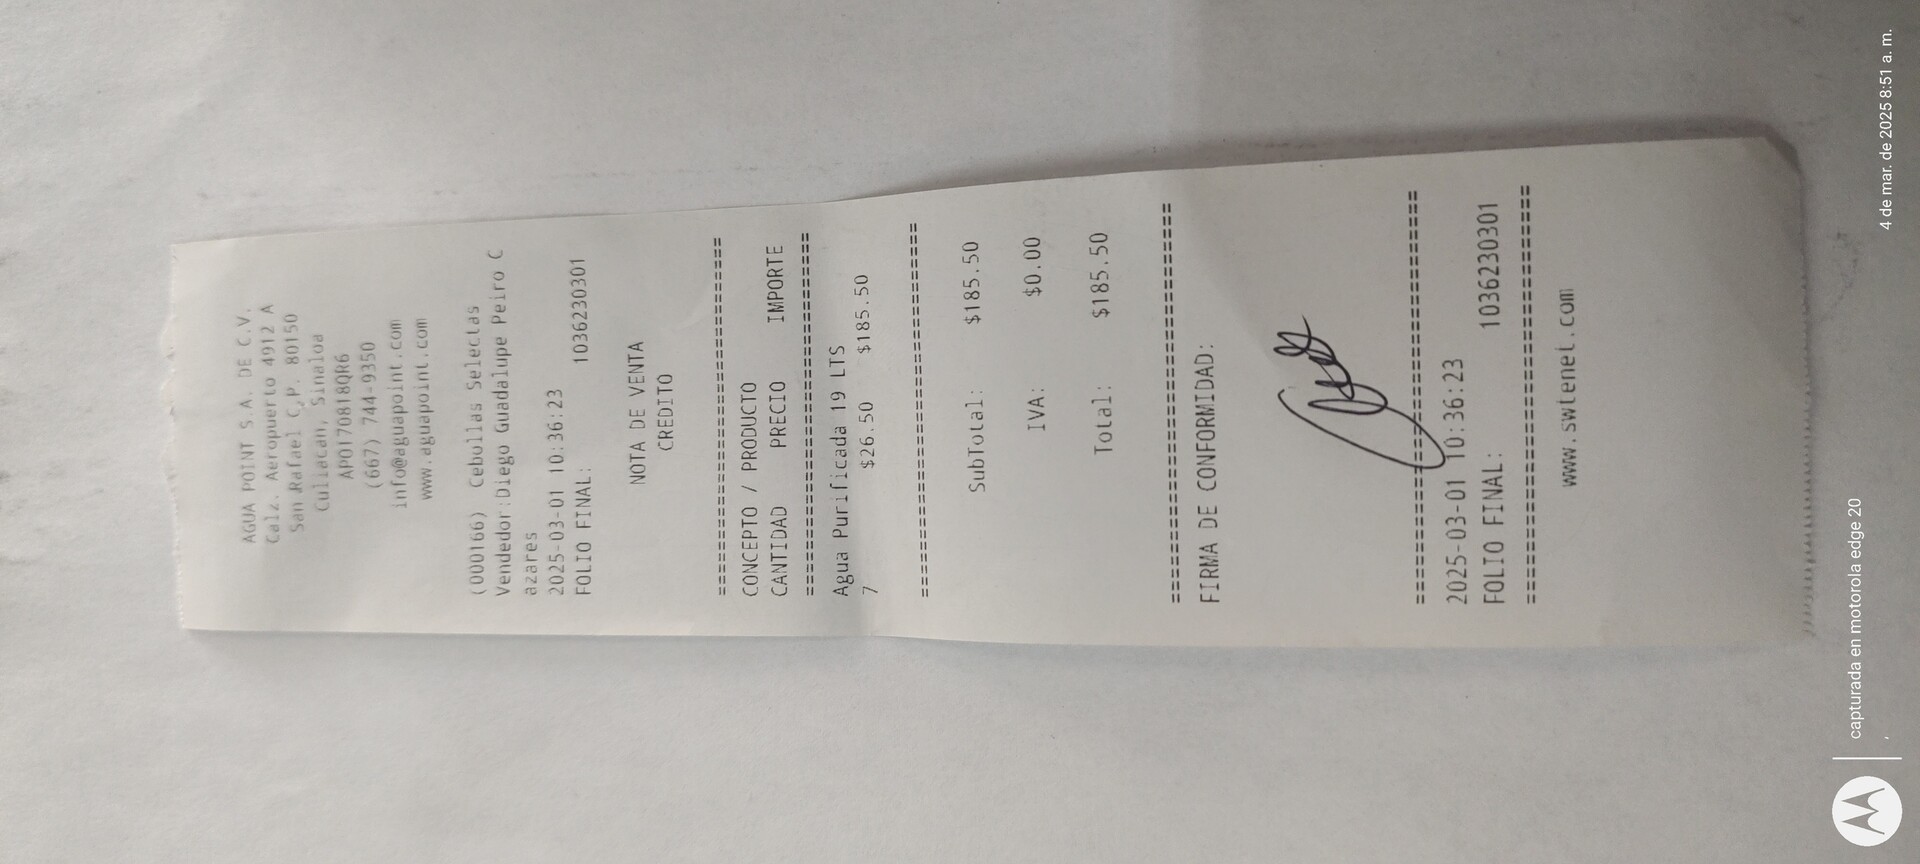 AGUA POINT S.A. DE C.V.
Calz. Aeropuerto 4912 A
San Rafael C.P. 80150
Culiacan, Sinaloa
APO170818QR6
(667) 744-9350
info@aguapoint.com
www.aguapoint.com
(000166) Cebollas Selectas
Vendedor:Diego Guadalupe Peiro C
azares
2025-03-01 10:36:23
FOLIO FINAL: 1036230301
NOTA DE VENTA
CREDITO
================================
CONCEPTO / PRODUCTO
CANTIDAD PRECIO IMPORTE
================================
Agua Purificada 19 LTS
7 $26.50 $185.50
================================
SubTotal: $185.50
IVA: $0.00
Total: $185.50
================================
FIRMA DE CONFORMIDAD:
================================
2025-03-01 10:36:23
FOLIO FINAL: 1036230301
================================
www.swtenet.com
capturada en motorola edge 20
4 de mar. de 2025 8:51 a. m.